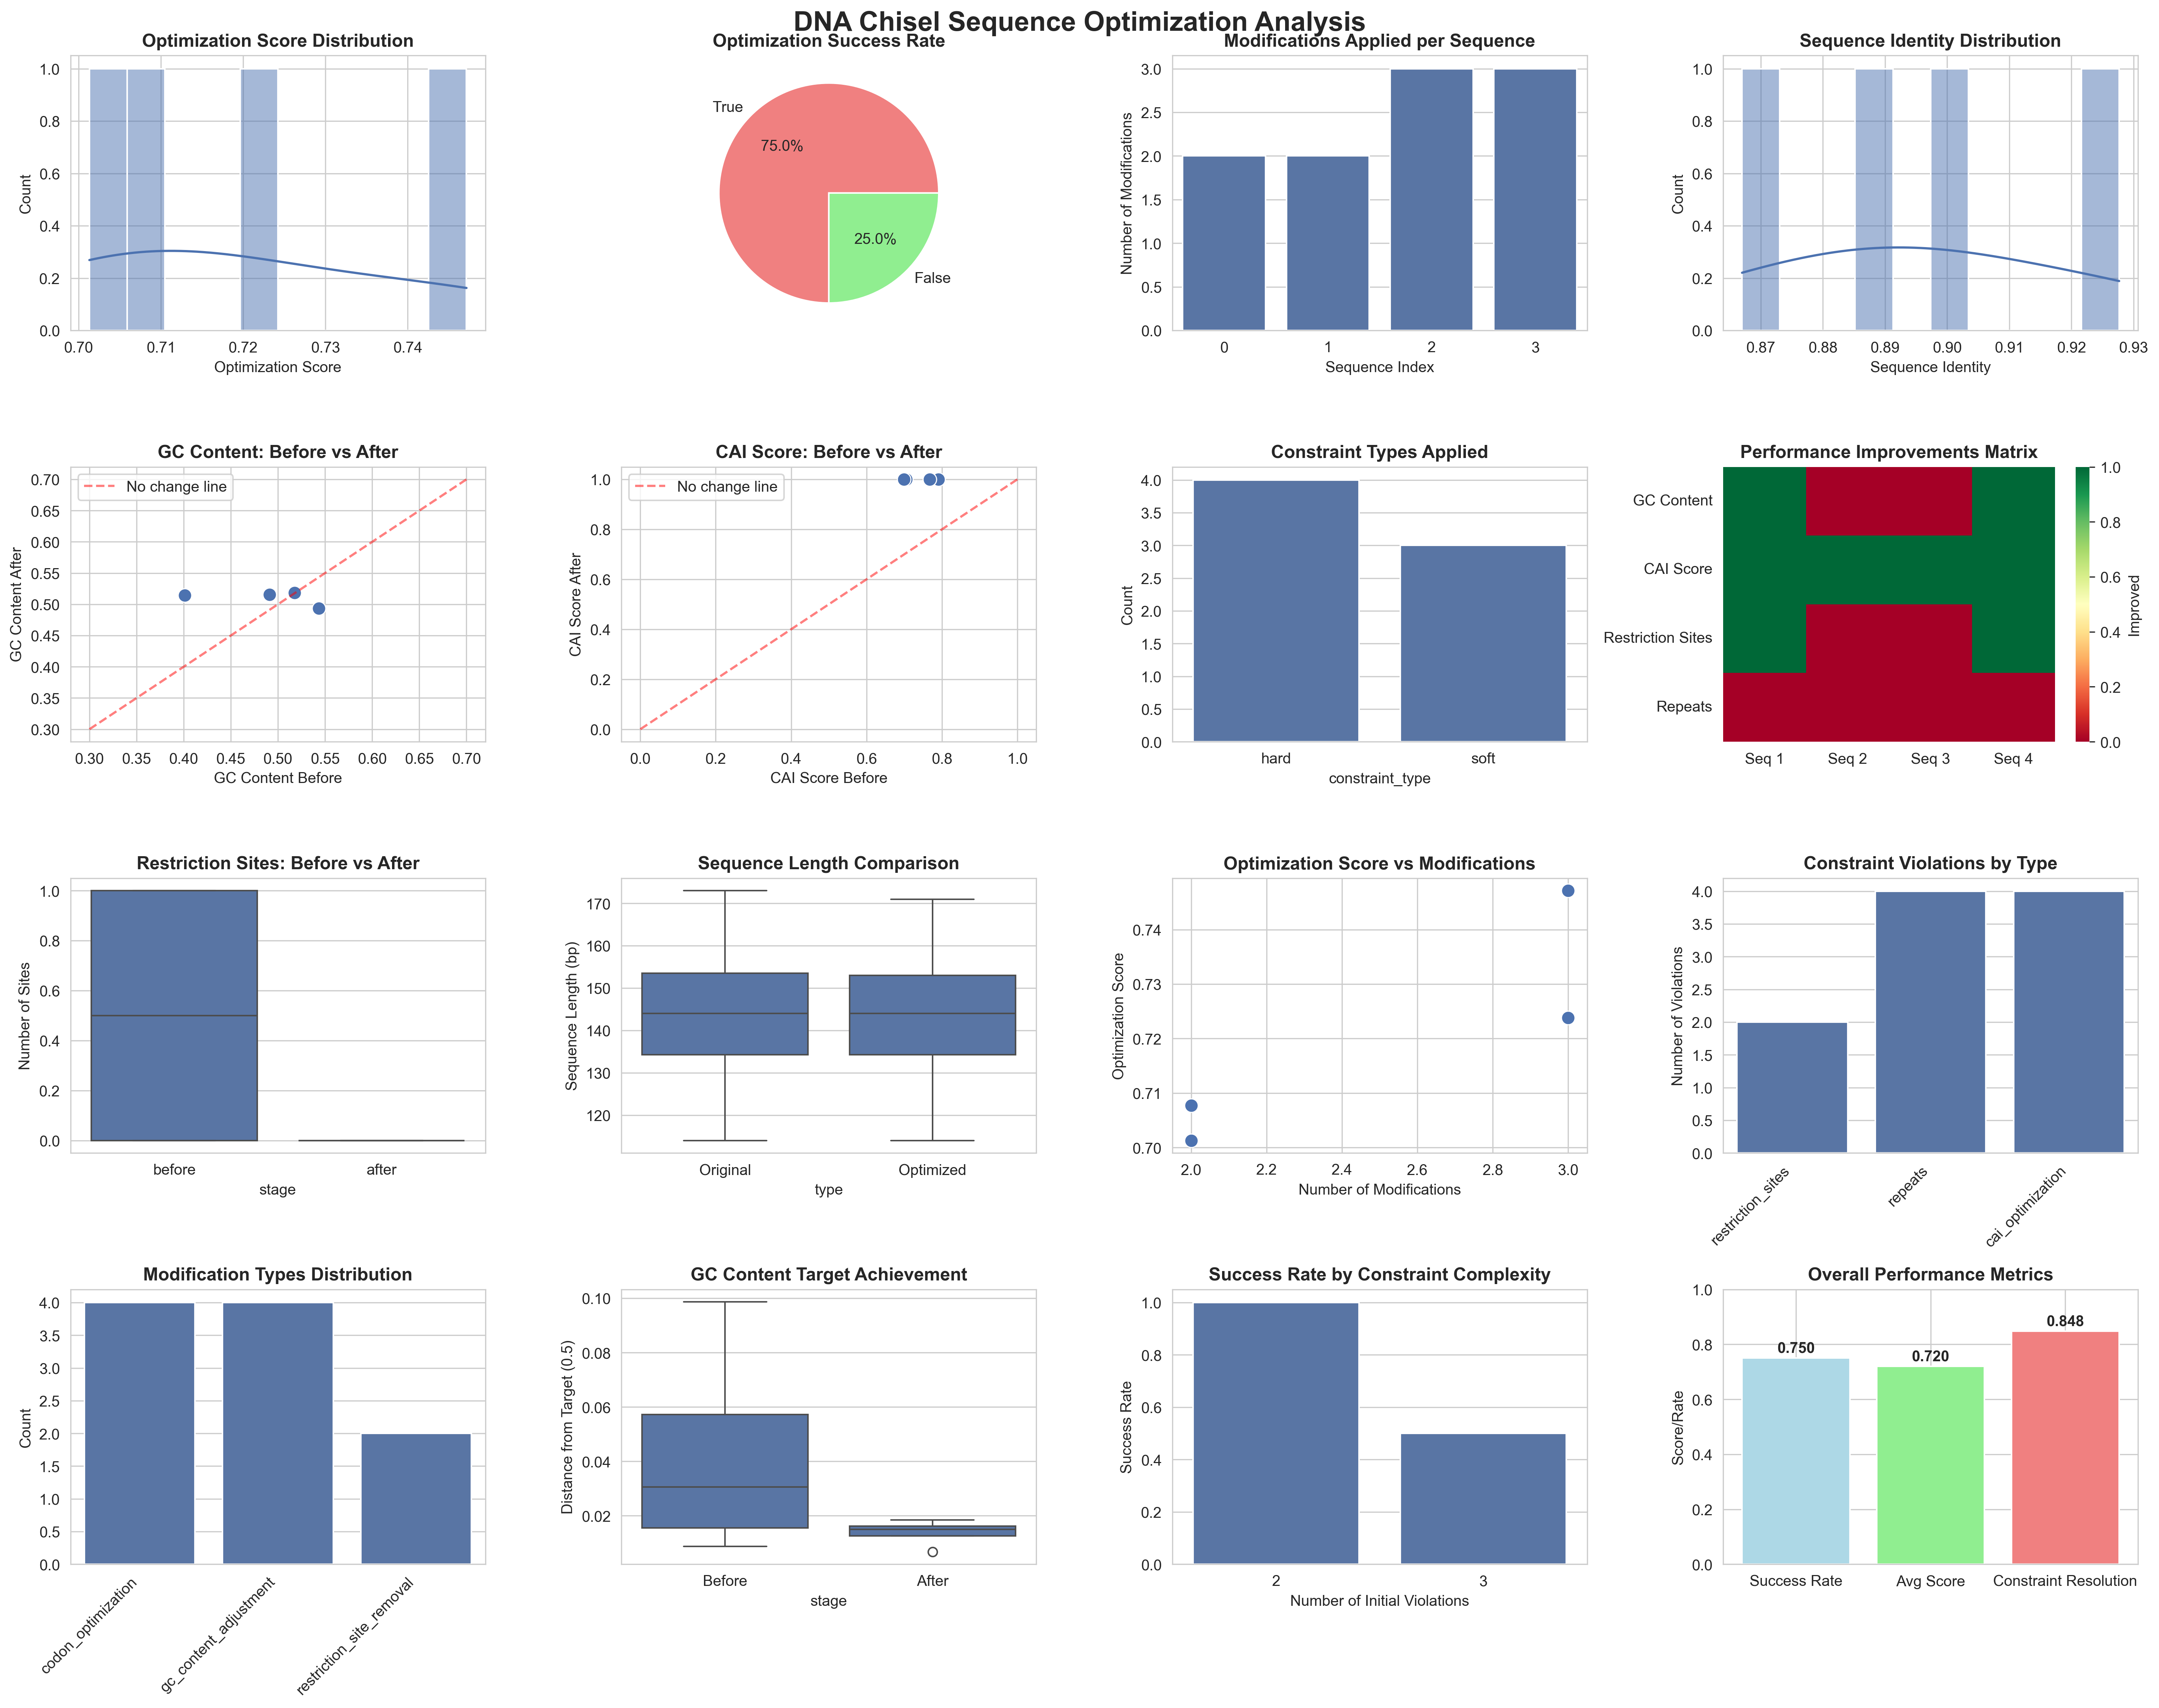 DNA Chisel Sequence Optimization Analysis
Optimization Score Distribution
Count
1.0
0.8
0.6
0.4
0.2
0.0
0.70 0.71 0.72 0.73 0.74
Optimization Score
Optimization Success Rate
True
75.0%
25.0%
False
Modifications Applied per Sequence
Number of Modifications
3.0
2.5
2.0
1.5
1.0
0.5
0.0
0 1 2 3
Sequence Index
Sequence Identity Distribution
Count
1.0
0.8
0.6
0.4
0.2
0.0
0.87 0.88 0.89 0.90 0.91 0.92 0.93
Sequence Identity
GC Content: Before vs After
No change line
GC Content After
0.70
0.65
0.60
0.55
0.50
0.45
0.40
0.35
0.30
0.30 0.35 0.40 0.45 0.50 0.55 0.60 0.65 0.70
GC Content Before
CAI Score: Before vs After
No change line
CAI Score After
1.0
0.8
0.6
0.4
0.2
0.0
0.0 0.2 0.4 0.6 0.8 1.0
CAI Score Before
Constraint Types Applied
Count
4.0
3.5
3.0
2.5
2.0
1.5
1.0
0.5
0.0
hard soft
constraint_type
Performance Improvements Matrix
GC Content
CAI Score
Restriction Sites
Repeats
Seq 1 Seq 2 Seq 3 Seq 4
1.0
0.8
0.6
0.4
0.2
0.0
Improved
Restriction Sites: Before vs After
Number of Sites
1.0
0.8
0.6
0.4
0.2
0.0
before after
stage
Sequence Length Comparison
Sequence Length (bp)
170
160
150
140
130
120
Original Optimized
type
Optimization Score vs Modifications
Optimization Score
0.74
0.73
0.72
0.71
0.70
2.0 2.2 2.4 2.6 2.8 3.0
Number of Modifications
Constraint Violations by Type
Number of Violations
4.0
3.5
3.0
2.5
2.0
1.5
1.0
0.5
0.0
restriction_sites repeats cai_optimization
Modification Types Distribution
Count
4.0
3.5
3.0
2.5
2.0
1.5
1.0
0.5
0.0
codon_optimization gc_content_adjustment restriction_site_removal
GC Content Target Achievement
Distance from Target (0.5)
0.10
0.08
0.06
0.04
0.02
Before After
stage
Success Rate by Constraint Complexity
Success Rate
1.0
0.8
0.6
0.4
0.2
0.0
2 3
Number of Initial Violations
Overall Performance Metrics
Score/Rate
1.0
0.8
0.6
0.4
0.2
0.0
0.750 0.720 0.848
Success Rate Avg Score Constraint Resolution